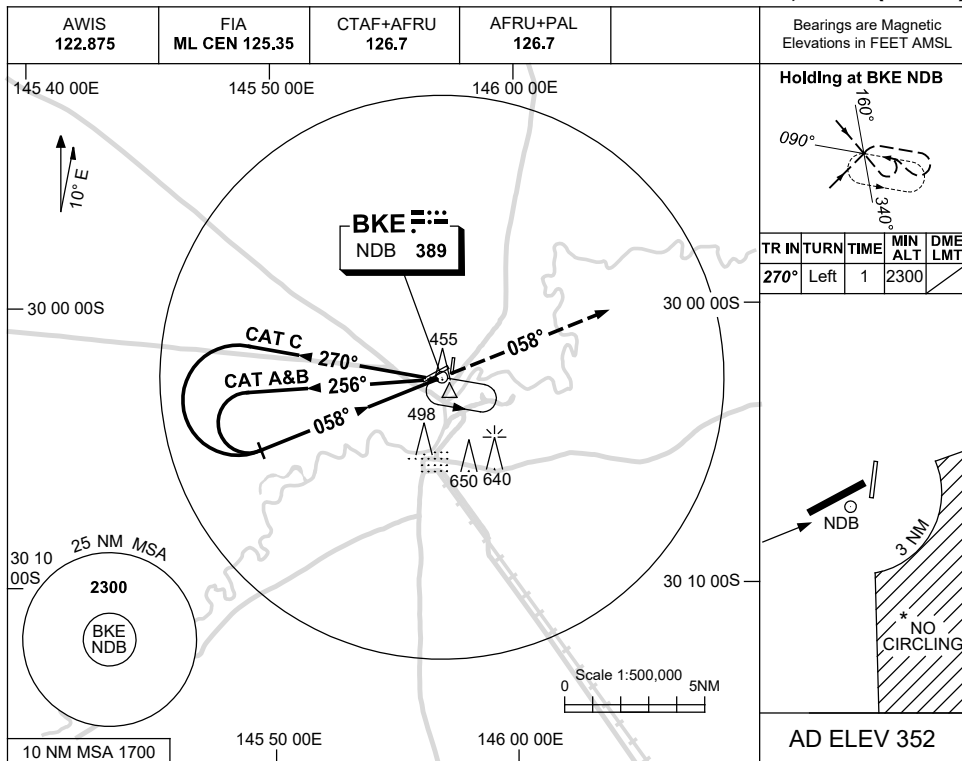 AWIS
122.875
FIA
ML CEN 125.35
CTAF+AFRU
126.7
AFRU+PAL
126.7
Bearings are Magnetic
Elevations in FEET AMSL
145 40 00E
145 50 00E
146 00 00E
10° E
BKE
NDB 389
30 00 00S
30 00 00S
CAT C
270°
CAT A&B
256°
058°
058°
455
498
650
640
25 NM MSA
2300
BKE
NDB
30 10
00S
30 10 00S
Scale 1:500,000
0
5NM
10 NM MSA 1700
145 50 00E
146 00 00E
Holding at BKE NDB
160°
090°
340°
TR IN
TURN
TIME
MIN
ALT
DME
LMT
270°
Left
1
2300
NDB
3 NM
* NO
CIRCLING
AD ELEV 352